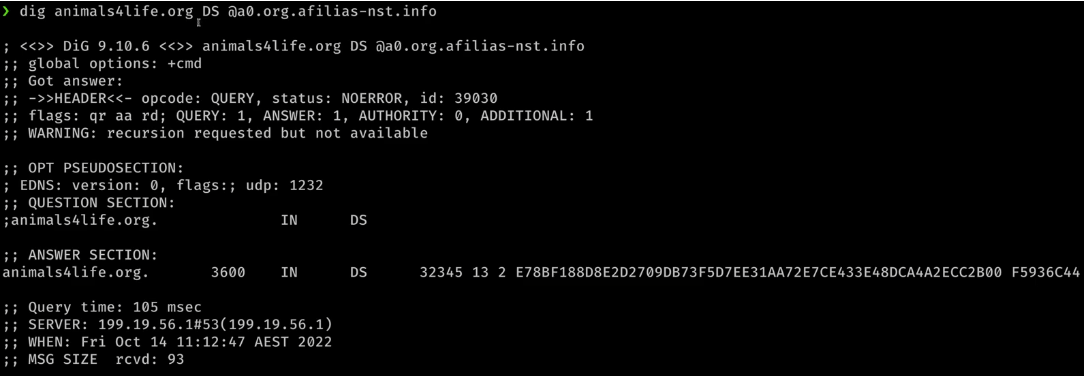 ❯ dig animals4life.org DS @a0.org.afilias-nst.info
; <<>> DiG 9.10.6 <<>> animals4life.org DS @a0.org.afilias-nst.info
;; global options: +cmd
;; Got answer:
;; ->>HEADER<<- opcode: QUERY, status: NOERROR, id: 39030
;; flags: qr aa rd; QUERY: 1, ANSWER: 1, AUTHORITY: 0, ADDITIONAL: 1
;; WARNING: recursion requested but not available
;; OPT PSEUDOSECTION:
; EDNS: version: 0, flags:; udp: 1232
;; QUESTION SECTION:
;animals4life.org. IN DS
;; ANSWER SECTION:
animals4life.org. 3600 IN DS 32345 13 2 E78BF188D8E2D2709DB73F5D7EE31AA72E7CE433E48DCA4A2ECC2B00 F5936C44
;; Query time: 105 msec
;; SERVER: 199.19.56.1#53(199.19.56.1)
;; WHEN: Fri Oct 14 11:12:47 AEST 2022
;; MSG SIZE rcvd: 93